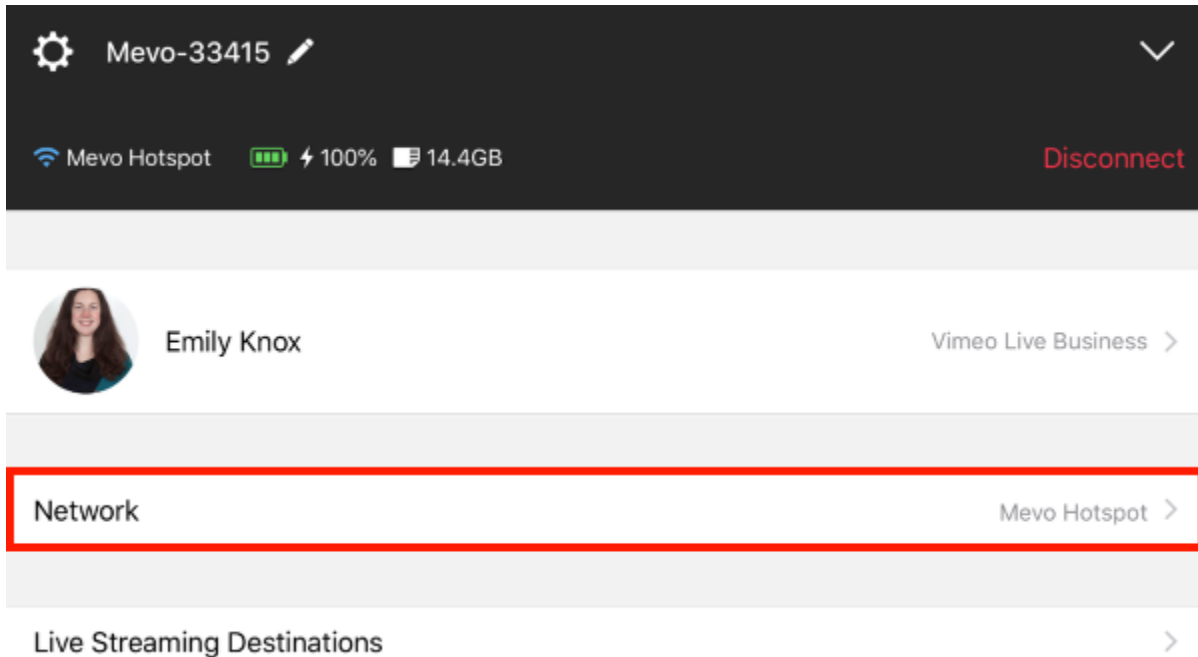 Mevo-33415
Mevo Hotspot 100% 14.4GB Disconnect
Emily Knox Vimeo Live Business
Network Mevo Hotspot
Live Streaming Destinations